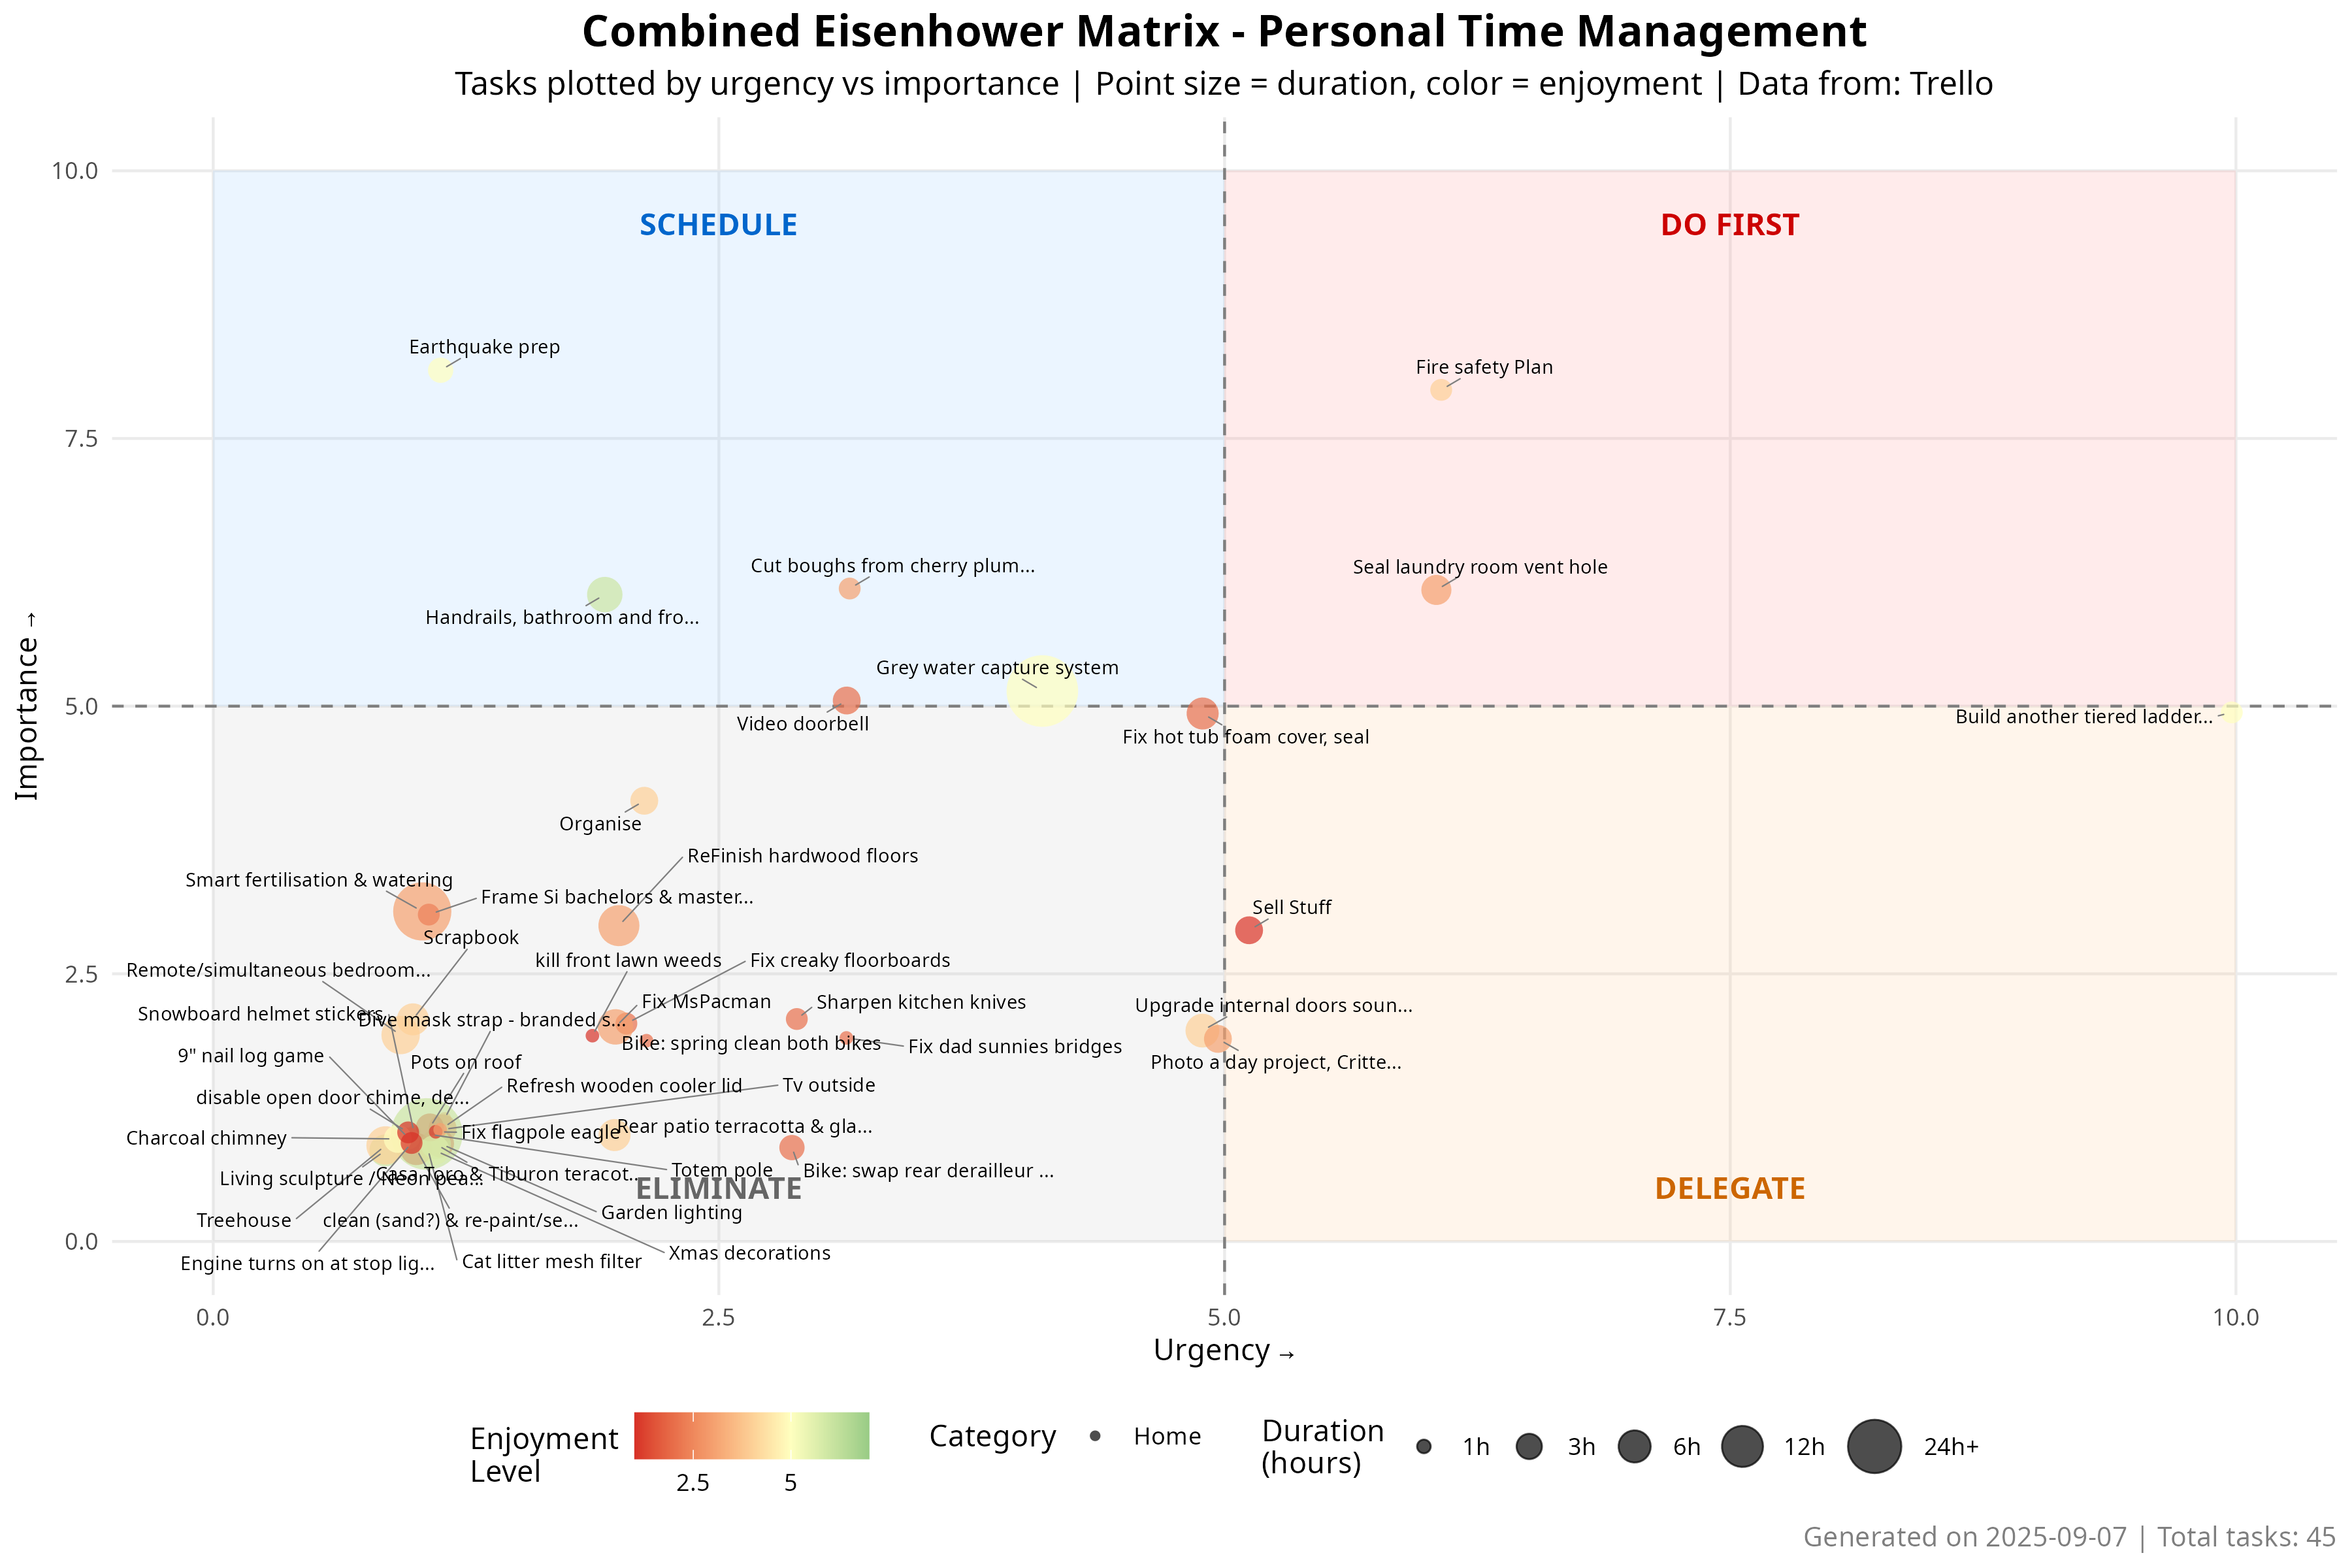 Combined Eisenhower Matrix - Personal Time Management
Tasks plotted by urgency vs importance | Point size = duration, color = enjoyment | Data from: Trello
10.0
SCHEDULE
DO FIRST
Earthquake prep
Fire safety Plan
7.5
Cut boughs from cherry plum...
Seal laundry room vent hole
Handrails, bathroom and fro...
Grey water capture system
5.0
Video doorbell
Build another tiered ladder...
Fix hot tub foam cover, seal
Importance →
Organise
ReFinish hardwood floors
Smart fertilisation & watering
Frame Si bachelors & master...
Sell Stuff
Scrapbook
kill front lawn weeds
Fix creaky floorboards
Remote/simultaneous bedroom...
2.5
Fix MsPacman
Sharpen kitchen knives
Upgrade internal doors soun...
Snowboard helmet stickers
Dive mask strap - branded s...
Bike: spring clean both bikes
Fix dad sunnies bridges
9" nail log game
Pots on roof
Photo a day project, Critte...
Refresh wooden cooler lid
Tv outside
disable open door chime, de...
Rear patio terracotta & gla...
Charcoal chimney
Fix flagpole eagle
Totem pole
Bike: swap rear derailleur ...
Living sculpture / Neon pea...
Casa Toro & Tiburon teracot...
ELIMINATE
DELEGATE
Treehouse
clean (sand?) & re-paint/se...
Garden lighting
0.0
Engine turns on at stop lig...
Cat litter mesh filter
Xmas decorations
0.0
2.5
5.0
7.5
10.0
Urgency →
Enjoyment
Level
2.5
5
Category
Home
Duration
(hours)
1h
3h
6h
12h
24h+
Generated on 2025-09-07 | Total tasks: 45